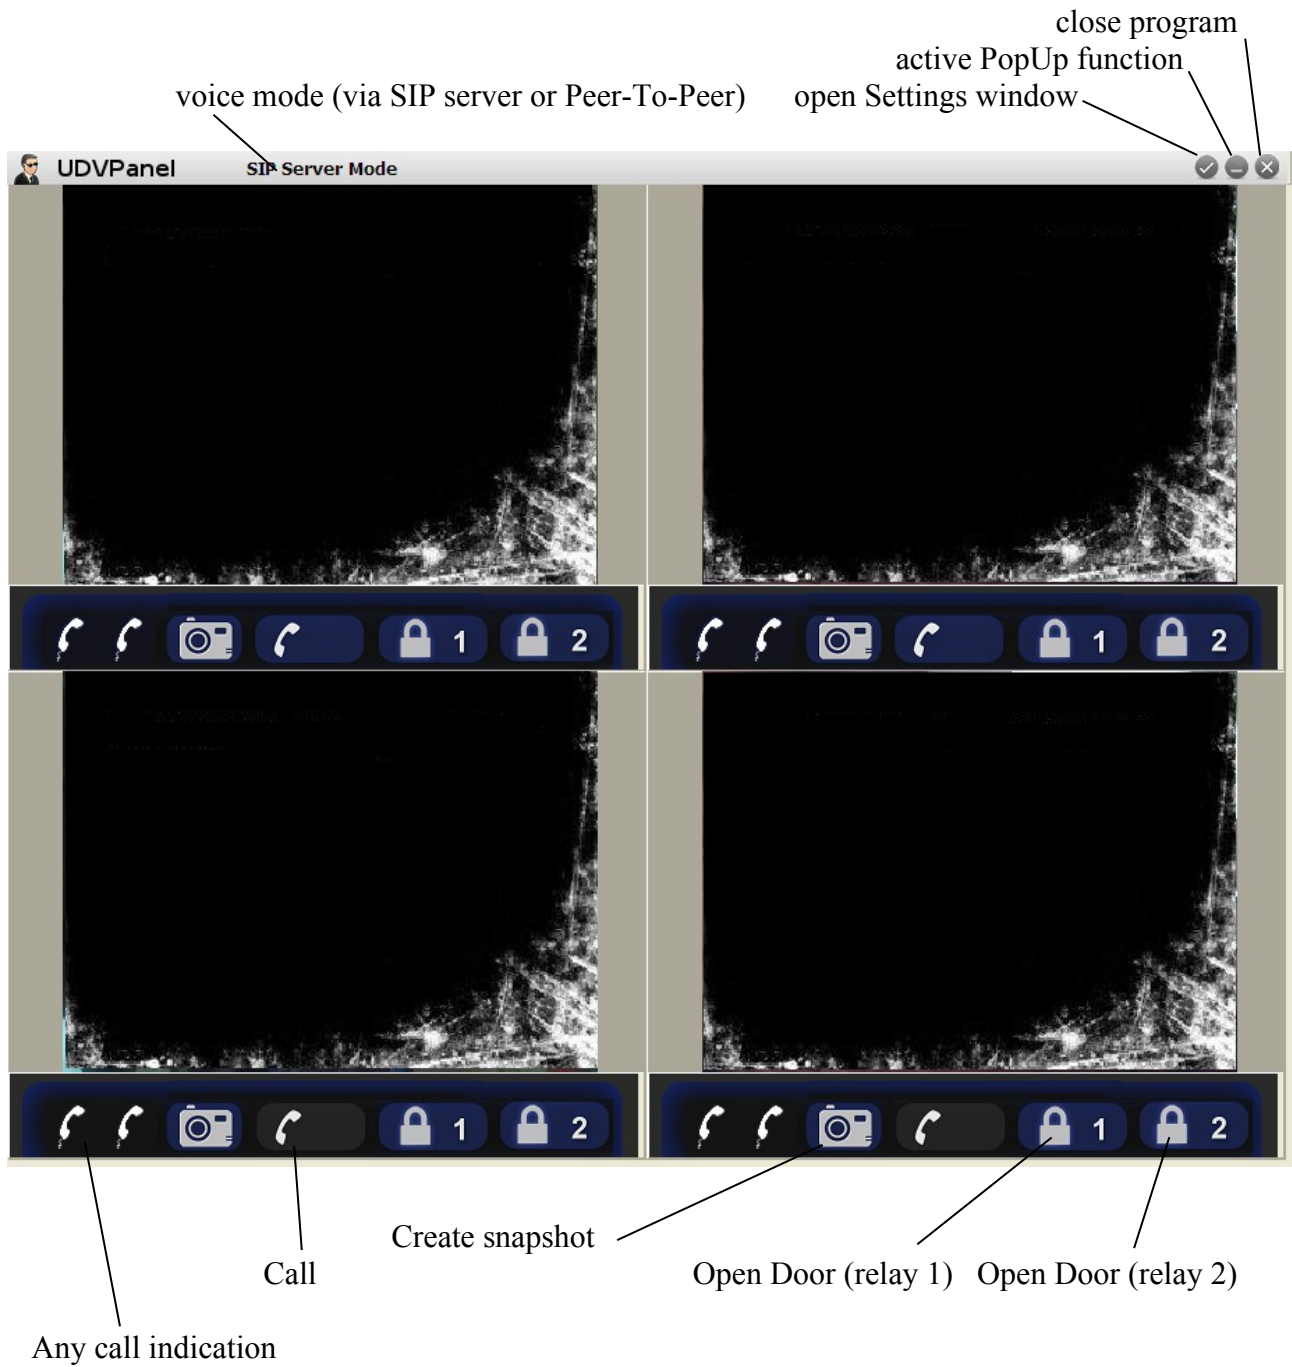 close program
active PopUp function
voice mode (via SIP server or Peer-To-Peer) open Settings window
UDVPanel SIP Server Mode
1 2 1 2
1 2 1 2
Create snapshot
Call Open Door (relay 1) Open Door (relay 2)
Any call indication